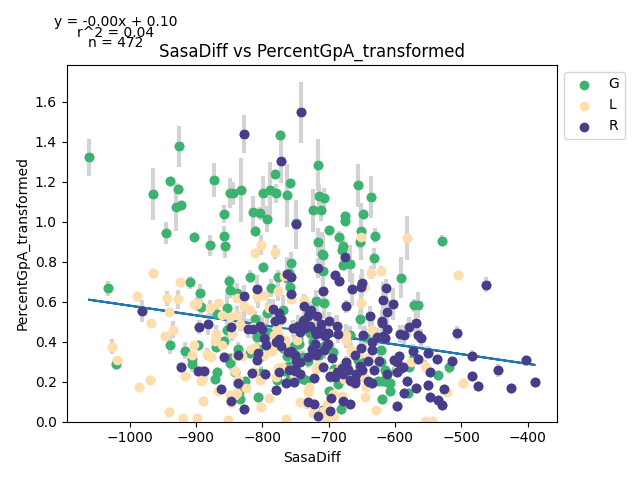 y = -0.00x + 0.10
r^2 = 0.04
n = 472
SasaDiff vs PercentGpA_transformed
G
L
R
PercentGpA_transformed
1.6
1.4
1.2
1.0
0.8
0.6
0.4
0.2
0.0
−1000
−900
−800
−700
−600
−500
−400
SasaDiff